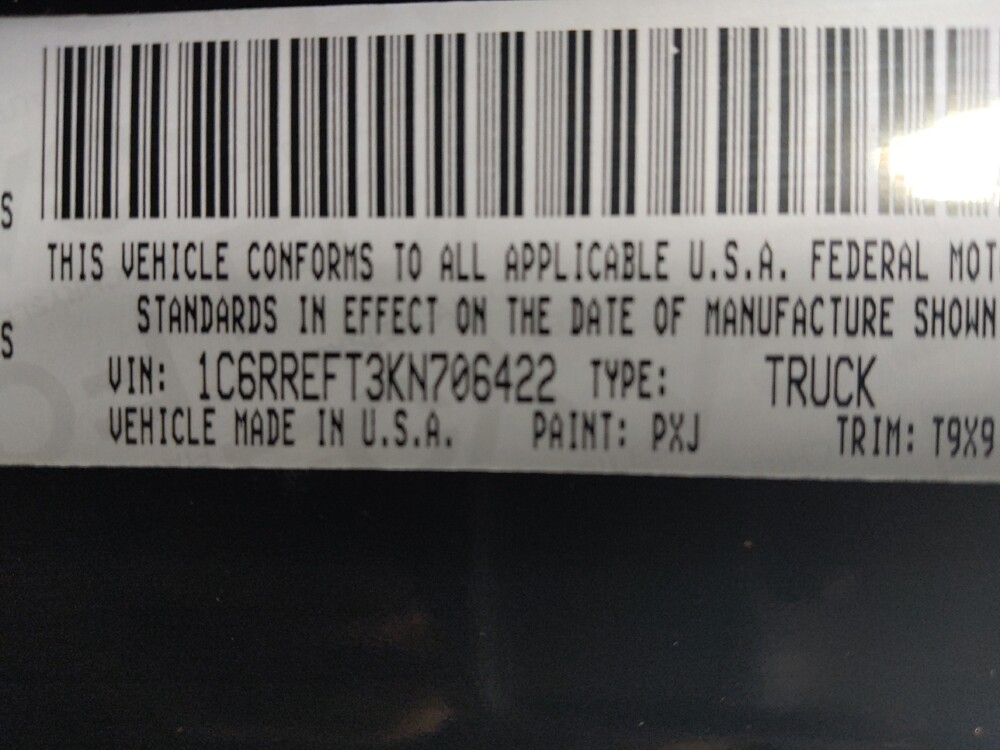 S
THIS VEHICLE CONFORMS TO ALL APPLICABLE U.S.A. FEDERAL MOT
STANDARDS IN EFFECT ON THE DATE OF MANUFACTURE SHOWN
S
VIN: 1C6RREFT3KN706422 TYPE: TRUCK
VEHICLE MADE IN U.S.A. PAINT: PXJ TRIM: T9X9